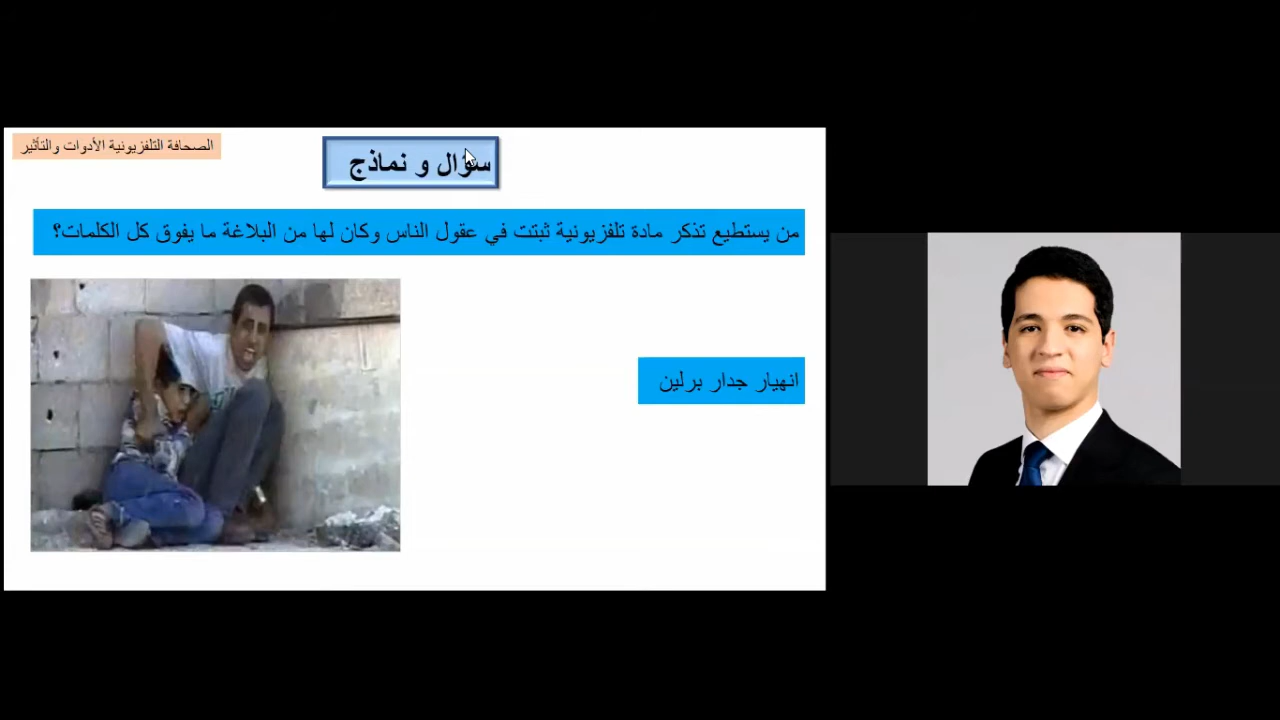 الصحافة التلفزيونية الأدوات والتأثير
سؤال و نماذج
من يستطيع تذكر مادة تلفزيونية ثبتت في عقول الناس وكان لها من البلاغة ما يفوق كل الكلمات؟
انهيار جدار برلين